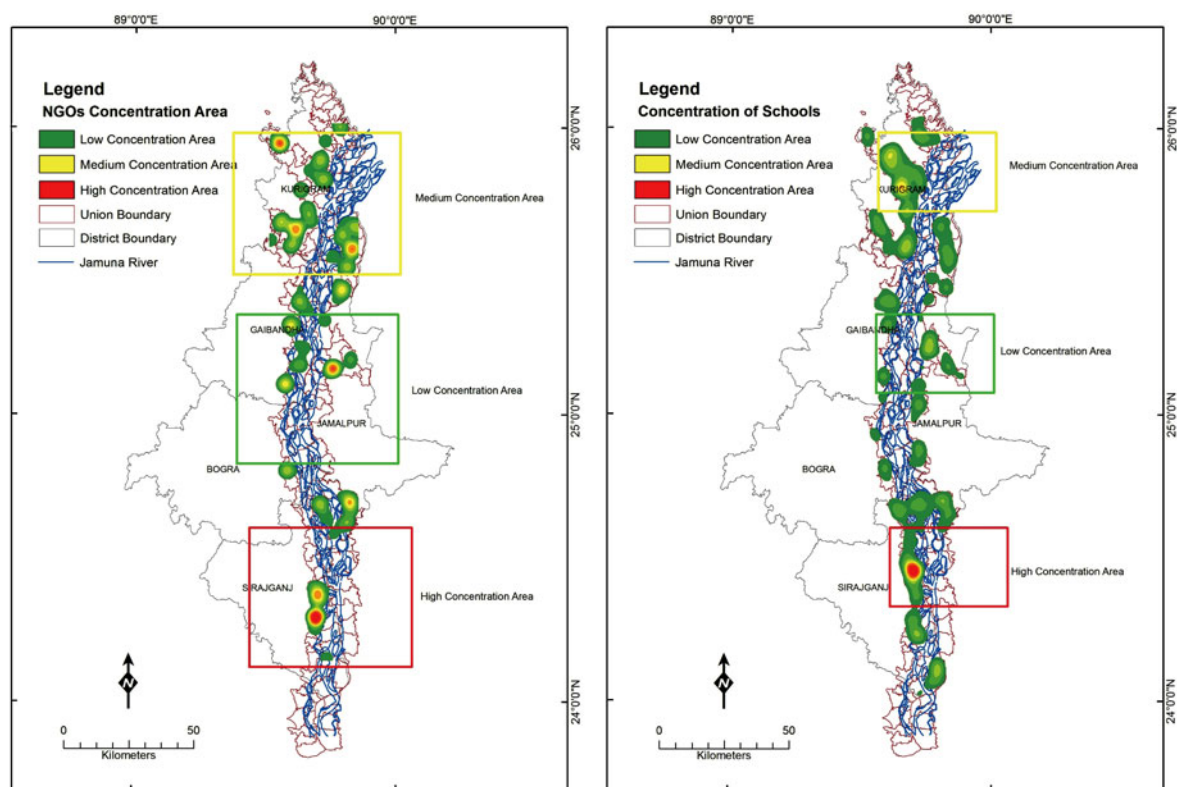 89°0'0"E
90°0'0"E
Legend
NGOs Concentration Area
Low Concentration Area
Medium Concentration Area
High Concentration Area
Union Boundary
District Boundary
Jamuna River
KURIGRAM
Medium Concentration Area
GAIBANDHA
Low Concentration Area
JAMALPUR
BOGRA
SIRAJGANJ
High Concentration Area
N
0
50
Kilometers
26°0'0"N
25°0'0"N
24°0'0"N
89°0'0"E
90°0'0"E
Legend
Concentration of Schools
Low Concentration Area
Medium Concentration Area
High Concentration Area
Union Boundary
District Boundary
Jamuna River
KURIGRAM
Medium Concentration Area
GAIBANDHA
Low Concentration Area
JAMALPUR
BOGRA
SIRAJGANJ
High Concentration Area
N
0
50
Kilometers
26°0'0"N
25°0'0"N
24°0'0"N